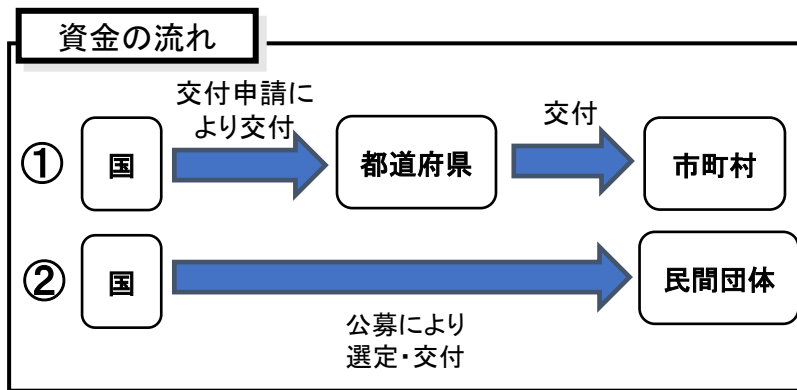 資金の流れ
交付申請に
より交付
交付
① 国 都道府県 市町村
② 国 民間団体
公募により
選定・交付